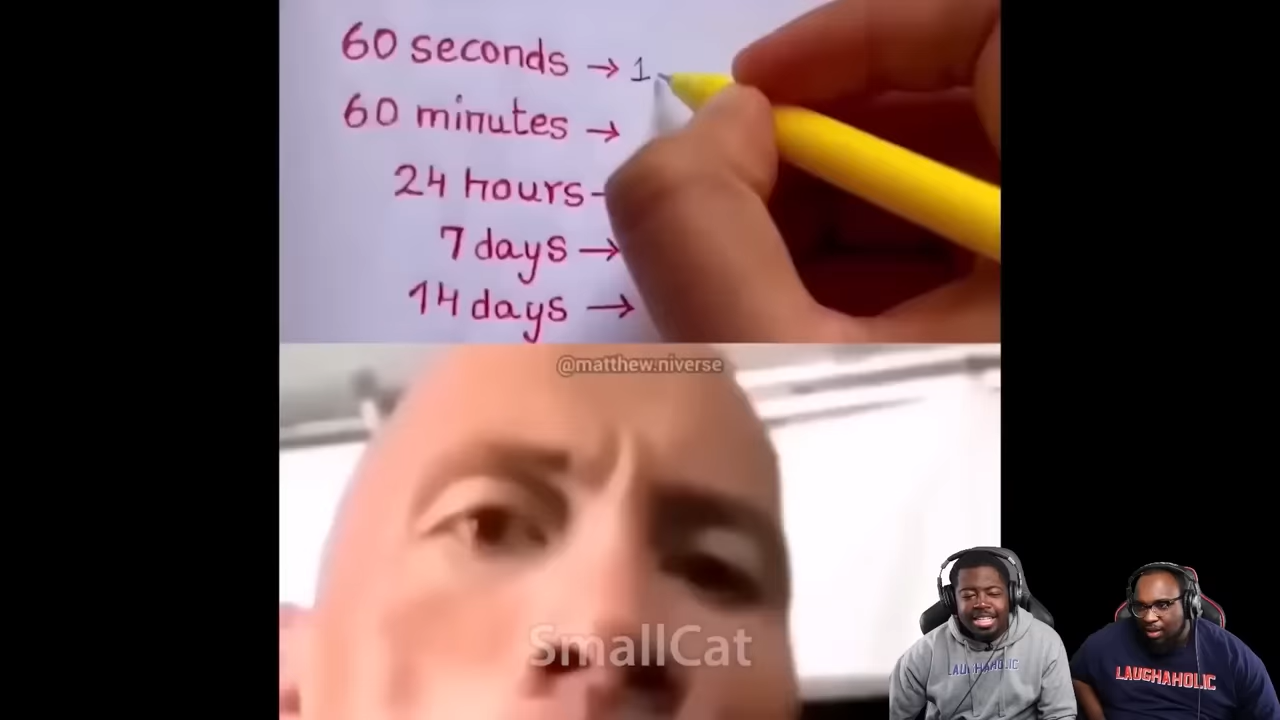 60 seconds → 1
60 minutes →
24 hours-
7 days →
14 days →
@matthew.niverse
SmallCat
LAUGHAHOLIC
LAUGHAHOLIC